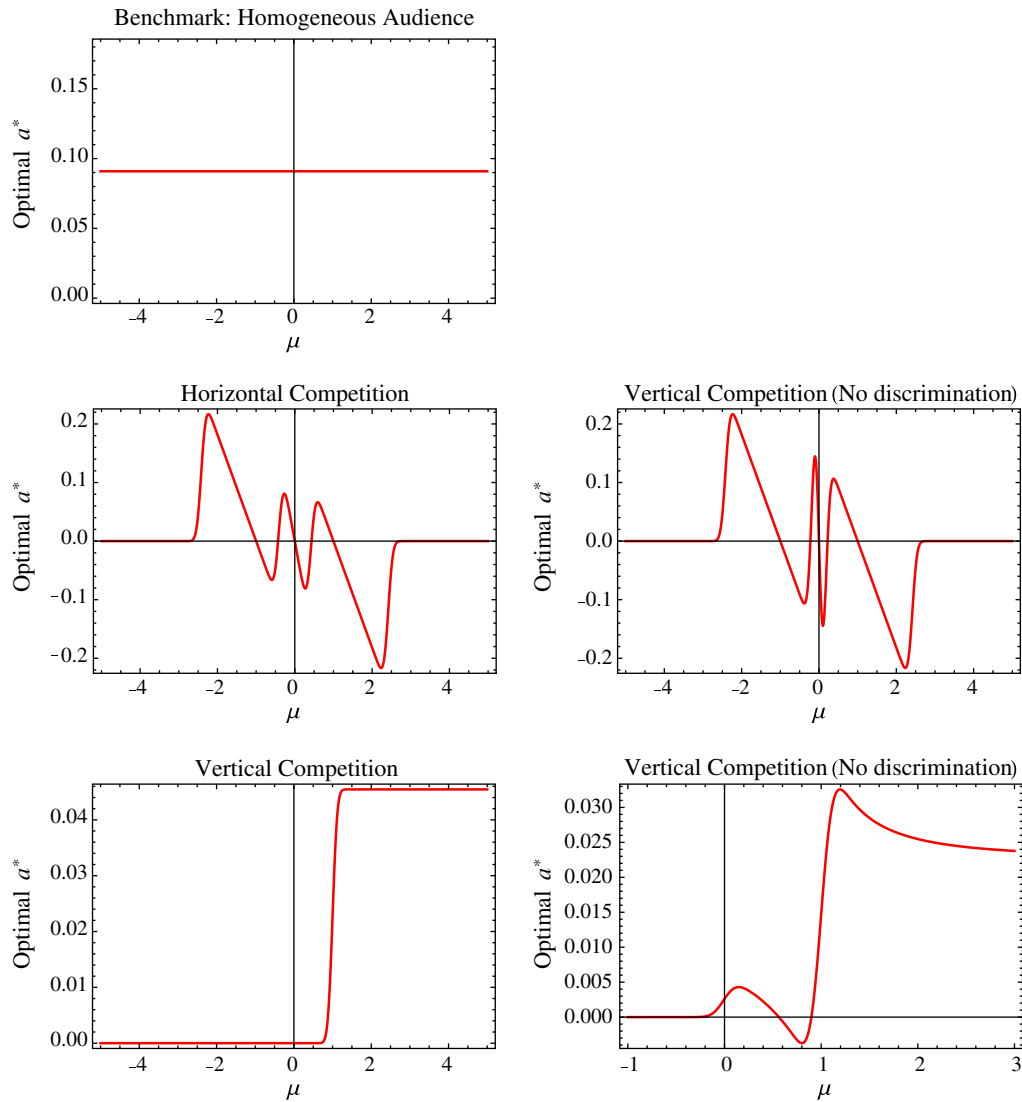 Benchmark: Homogeneous Audience
Optimal a*
0.15
0.10
0.05
0.00
−4 −2 0 2 4
μ
Horizontal Competition
Optimal a*
0.2
0.1
0.0
−0.1
−0.2
−4 −2 0 2 4
μ
Vertical Competition (No discrimination)
Optimal a*
0.2
0.1
0.0
−0.1
−0.2
−4 −2 0 2 4
μ
Vertical Competition
Optimal a*
0.04
0.03
0.02
0.01
0.00
−4 −2 0 2 4
μ
Vertical Competition (No discrimination)
Optimal a*
0.030
0.025
0.020
0.015
0.010
0.005
0.000
−1 0 1 2 3
μ